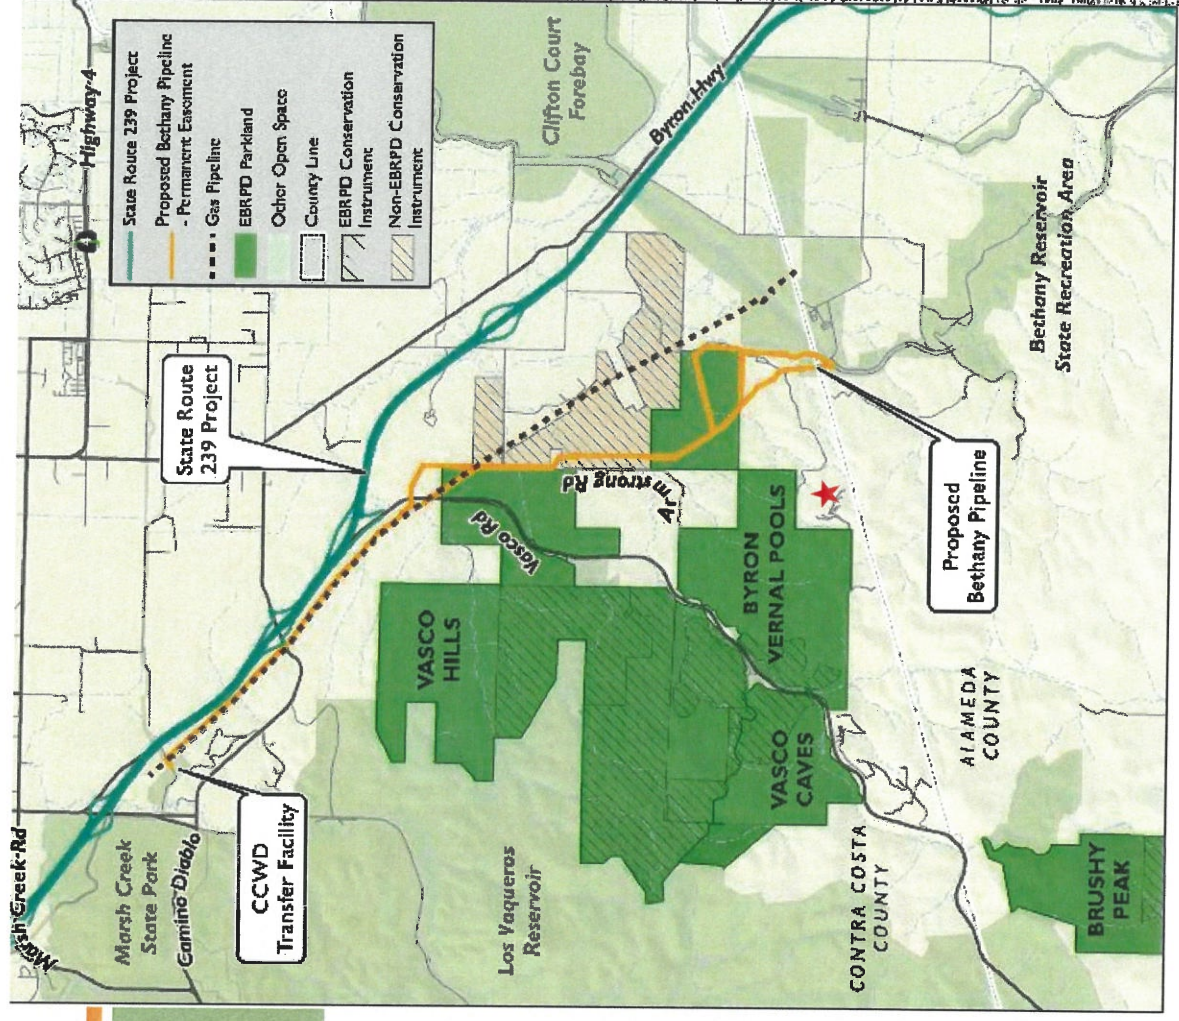 Marsh Creek Rd
Highway 4
4
State Route 239 Project
Proposed Bethany Pipeline
- Permanent Easement
Gas Pipeline
EBRPD Parkland
Other Open Space
County Line
EBRPD Conservation
Instrument
Non-EBRPD Conservation
Instrument
Marsh Creek
State Park
Camino Diablo
State Route
239 Project
CCWD
Transfer Facility
VASCO
HILLS
Vasco Rd
Armstrong Rd
Byron Hwy
Clifton Court
Forebay
Los Vaqueros
Reservoir
VASCO
CAVES
BYRON
VERNAL POOLS
CONTRA COSTA
COUNTY
ALAMEDA
COUNTY
Proposed
Bethany Pipeline
Bethany Reservoir
State Recreation Area
BRUSHY
PEAK